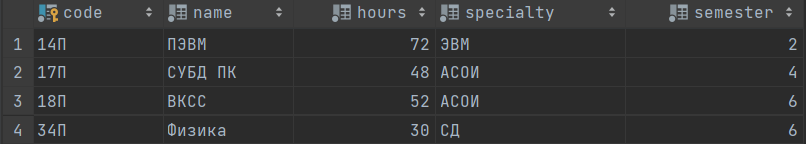 code name hours specialty semester
1 14П ПЭВМ 72 ЭВМ 2
2 17П СУБД ПК 48 АСОИ 4
3 18П ВКСС 52 АСОИ 6
4 34П Физика 30 СД 6